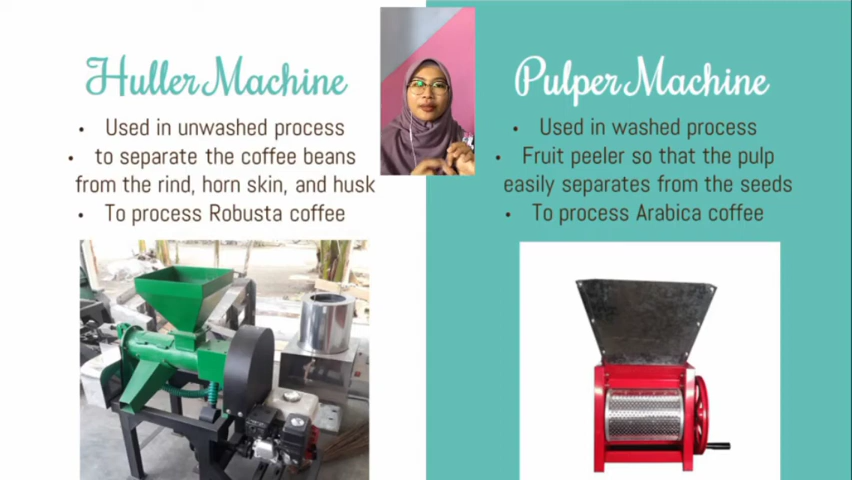 Huller Machine
• Used in unwashed process
• to separate the coffee beans
from the rind, horn skin, and husk
• To process Robusta coffee
Pulper Machine
• Used in washed process
• Fruit peeler so that the pulp
easily separates from the seeds
• To process Arabica coffee